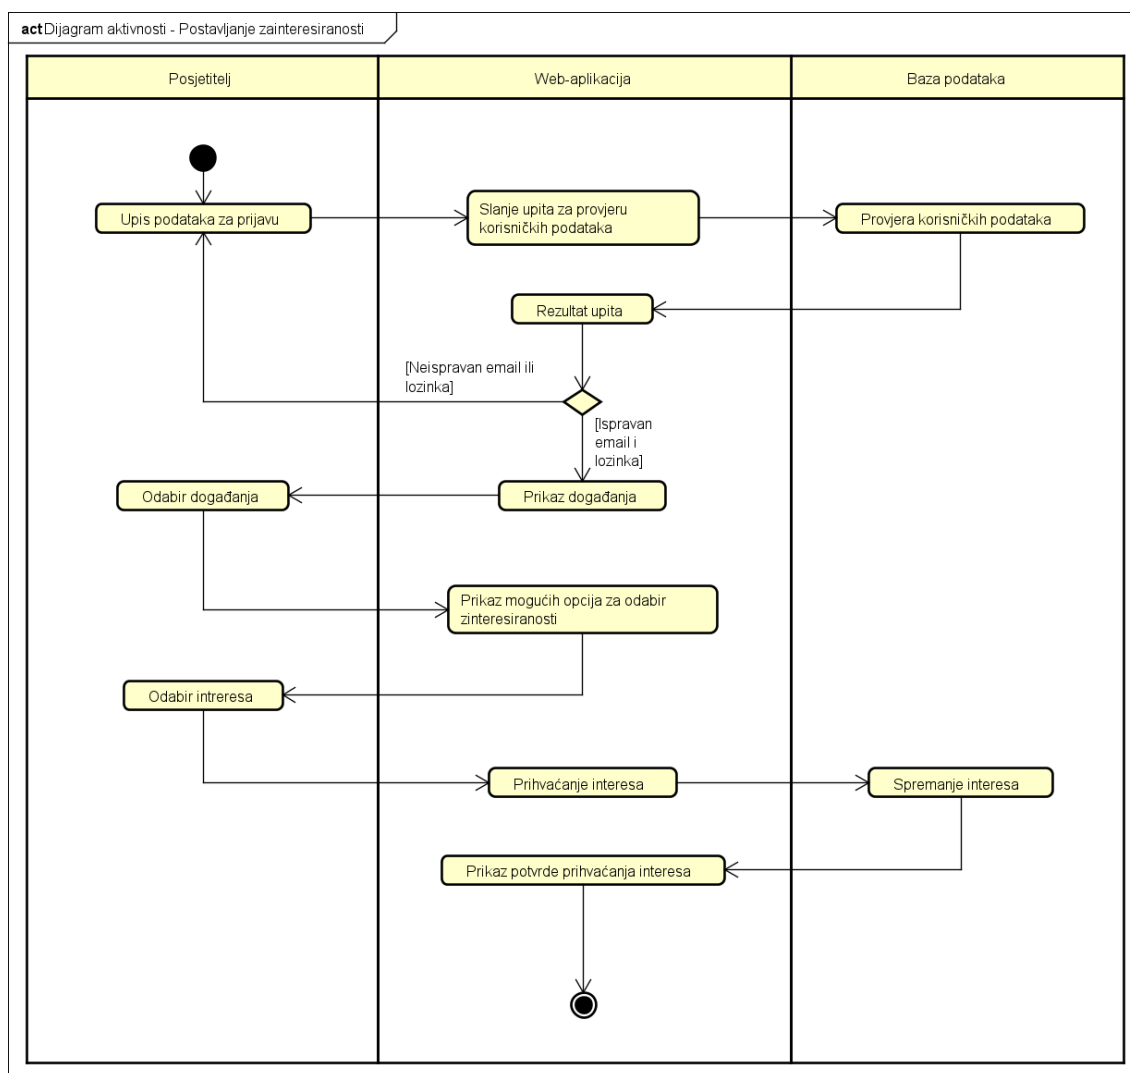 act Dijagram aktivnosti - Postavljanje zainteresiranosti
Posjetitelj
Web-aplikacija
Baza podataka
Upis podataka za prijavu
Slanje upita za provjeru
korisničkih podataka
Provjera korisničkih podataka
Rezultat upita
[Neispravan email ili
lozinka]
[Ispravan
email i
lozinka]
Odabir događanja
Prikaz događanja
Prikaz mogućih opcija za odabir
zinteresiranosti
Odabir intreresa
Prihvaćanje interesa
Spremanje interesa
Prikaz potvrde prihvaćanja interesa